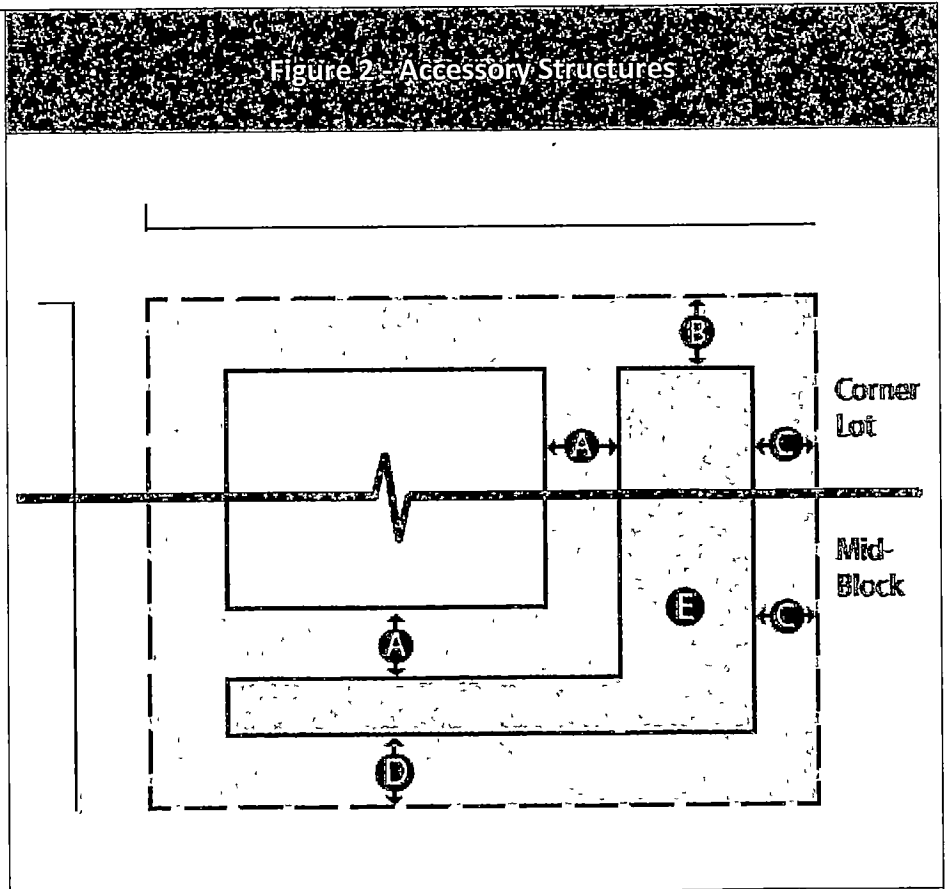 Figure 2 - Accessory Structures
B
Corner
Lot
A
C
Mid-
Block
E
C
A
D